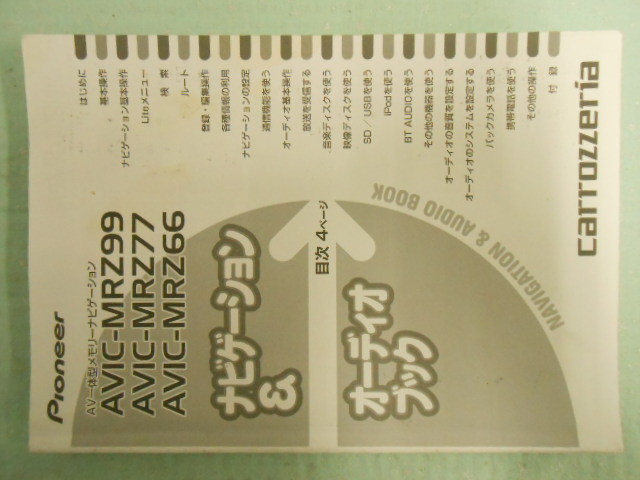 Pioneer
AV一体型メモリーナビゲーション
AVIC-MRZ99
AVIC-MRZ77
AVIC-MRZ66
ナビゲーション
&
オーディオ
ブック
目次 4ページ
NAVIGATION & AUDIO BOOK
carrozzeria
はじめに
基本操作
ナビゲーション基本操作
Liteメニュー
検 索
ルート
登録・編集操作
各種情報の利用
ナビゲーションの設定
通信機能を使う
オーディオ基本操作
放送を受信する
音楽ディスクを使う
映像ディスクを使う
SD／USBを使う
iPodを使う
BT AUDIOを使う
その他の機器を使う
オーディオの音質を設定する
オーディオのシステムを設定する
バックカメラを使う
携帯電話を使う
その他の操作
付 録